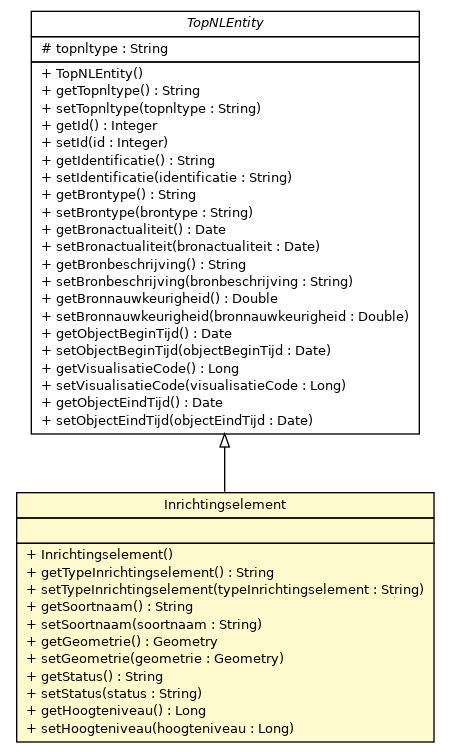 TopNLEntity
# topnltype : String
+ TopNLEntity()
+ getTopnltype() : String
+ setTopnltype(topnltype : String)
+ getId() : Integer
+ setId(id : Integer)
+ getIdentificatie() : String
+ setIdentificatie(identificatie : String)
+ getBrontype() : String
+ setBrontype(brontype : String)
+ getBronactualiteit() : Date
+ setBronactualiteit(bronactualiteit : Date)
+ getBronbeschrijving() : String
+ setBronbeschrijving(bronbeschrijving : String)
+ getBronnauwkeurigheid() : Double
+ setBronnauwkeurigheid(bronnauwkeurigheid : Double)
+ getObjectBeginTijd() : Date
+ setObjectBeginTijd(objectBeginTijd : Date)
+ getVisualisatieCode() : Long
+ setVisualisatieCode(visualisatieCode : Long)
+ getObjectEindTijd() : Date
+ setObjectEindTijd(objectEindTijd : Date)
Inrichtingselement
+ Inrichtingselement()
+ getTypeInrichtingselement() : String
+ setTypeInrichtingselement(typeInrichtingselement : String)
+ getSoortnaam() : String
+ setSoortnaam(soortnaam : String)
+ getGeometrie() : Geometry
+ setGeometrie(geometrie : Geometry)
+ getStatus() : String
+ setStatus(status : String)
+ getHoogteniveau() : Long
+ setHoogteniveau(hoogteniveau : Long)